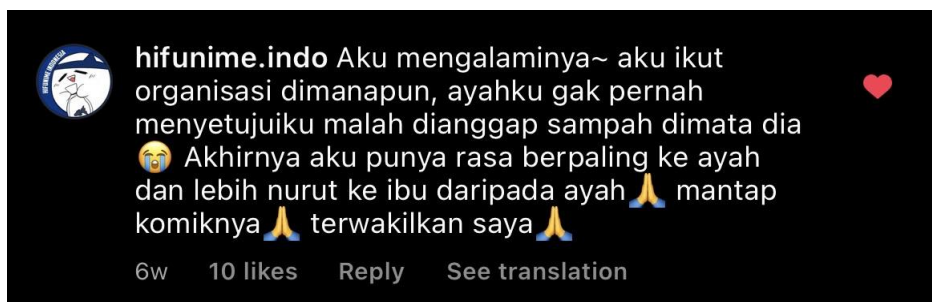 hifunime.indo Aku mengalaminya~ aku ikut
organisasi dimanapun, ayahku gak pernah
menyetujuiku malah dianggap sampah dimata dia
😭 Akhirnya aku punya rasa berpaling ke ayah
dan lebih nurut ke ibu daripada ayah🙏 mantap
komiknya🙏 terwakilkan saya🙏
6w 10 likes Reply See translation